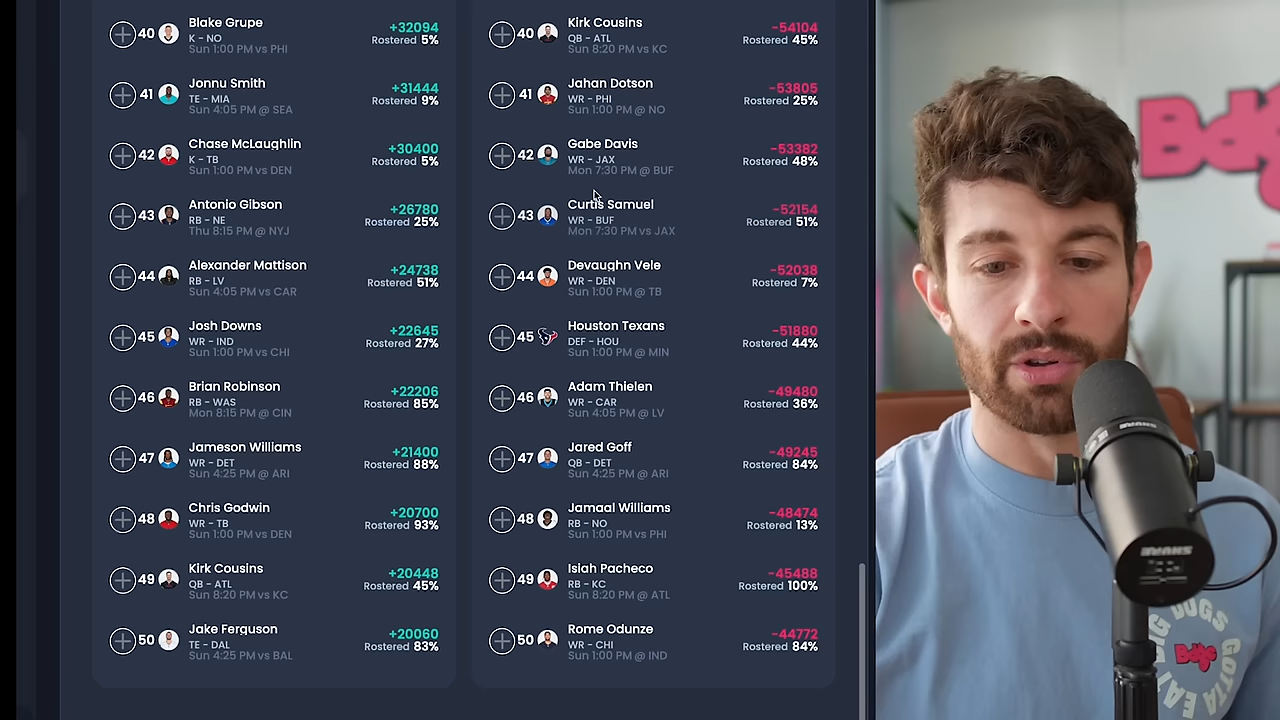 40
Blake Grupe
K - NO
Sun 1:00 PM vs PHI
+32094
Rostered 5%
41
Jonnu Smith
TE - MIA
Sun 4:05 PM @ SEA
+31444
Rostered 9%
42
Chase McLaughlin
K - TB
Sun 1:00 PM vs DEN
+30400
Rostered 5%
43
Antonio Gibson
RB - NE
Thu 8:15 PM @ NYJ
+26780
Rostered 25%
44
Alexander Mattison
RB - LV
Sun 4:05 PM vs CAR
+24738
Rostered 51%
45
Josh Downs
WR - IND
Sun 1:00 PM vs CHI
+22645
Rostered 27%
46
Brian Robinson
RB - WAS
Mon 8:15 PM @ CIN
+22206
Rostered 85%
47
Jameson Williams
WR - DET
Sun 4:25 PM @ ARI
+21400
Rostered 88%
48
Chris Godwin
WR - TB
Sun 1:00 PM vs DEN
+20700
Rostered 93%
49
Kirk Cousins
QB - ATL
Sun 8:20 PM vs KC
+20448
Rostered 45%
50
Jake Ferguson
TE - DAL
Sun 4:25 PM vs BAL
+20060
Rostered 83%
40
Kirk Cousins
QB - ATL
Sun 8:20 PM vs KC
-54104
Rostered 45%
41
Jahan Dotson
WR - PHI
Sun 1:00 PM @ NO
-53805
Rostered 25%
42
Gabe Davis
WR - JAX
Mon 7:30 PM @ BUF
-53382
Rostered 48%
43
Curtis Samuel
WR - BUF
Mon 7:30 PM vs JAX
-52154
Rostered 51%
44
Devaughn Vele
WR - DEN
Sun 1:00 PM @ TB
-52038
Rostered 7%
45
Houston Texans
DEF - HOU
Sun 1:00 PM @ MIN
-51880
Rostered 44%
46
Adam Thielen
WR - CAR
Sun 4:05 PM @ LV
-49480
Rostered 36%
47
Jared Goff
QB - DET
Sun 4:25 PM @ ARI
-49245
Rostered 84%
48
Jamaal Williams
RB - NO
Sun 1:00 PM vs PHI
-48474
Rostered 13%
49
Isiah Pacheco
RB - KC
Sun 8:20 PM @ ATL
-45488
Rostered 100%
50
Rome Odunze
WR - CHI
Sun 1:00 PM @ IND
-44772
Rostered 84%
SHURE
BDGE